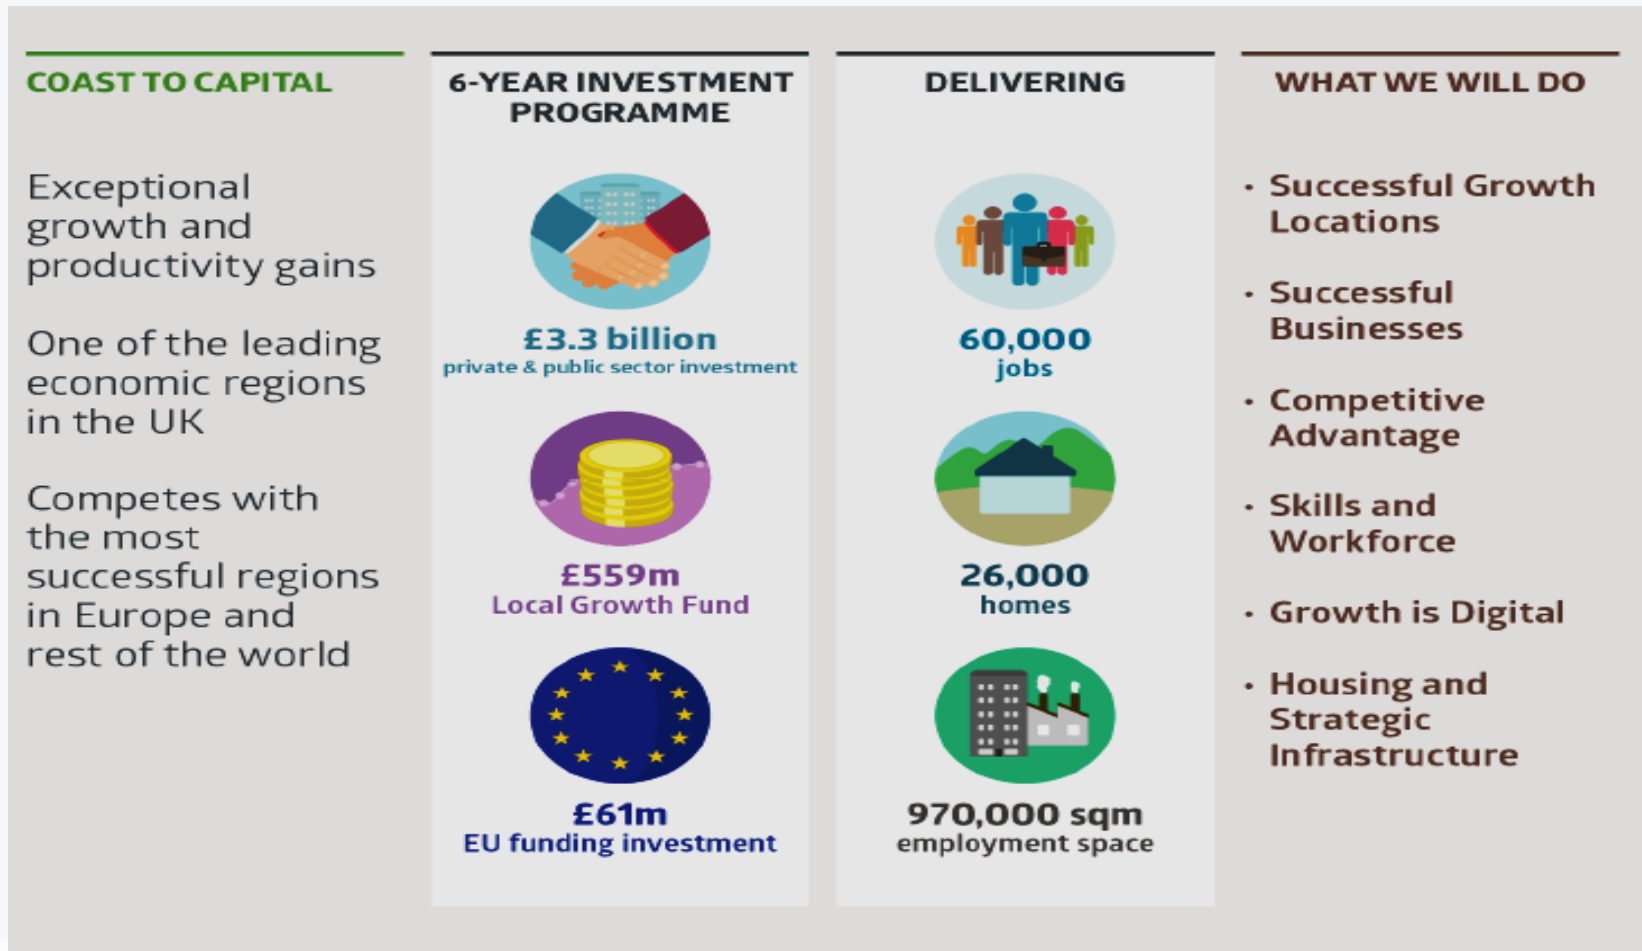 COAST TO CAPITAL
Exceptional
growth and
productivity gains
One of the leading
economic regions
in the UK
Competes with
the most
successful regions
in Europe and
rest of the world
6-YEAR INVESTMENT
PROGRAMME
£3.3 billion
private & public sector investment
£559m
Local Growth Fund
£61m
EU funding investment
DELIVERING
60,000
jobs
26,000
homes
970,000 sqm
employment space
WHAT WE WILL DO
• Successful Growth
Locations
• Successful
Businesses
• Competitive
Advantage
• Skills and
Workforce
• Growth is Digital
• Housing and
Strategic
Infrastructure